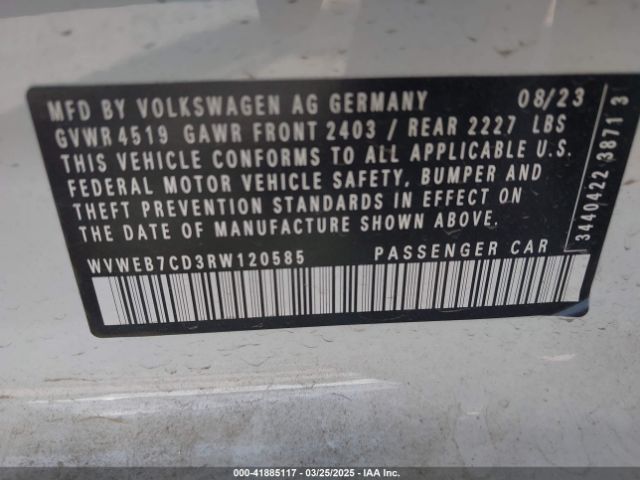 MFD BY VOLKSWAGEN AG GERMANY 08/23
GVWR 4519 GAWR FRONT 2403 / REAR 2227 LBS
THIS VEHICLE CONFORMS TO ALL APPLICABLE U.S.
FEDERAL MOTOR VEHICLE SAFETY, BUMPER AND
THEFT PREVENTION STANDARDS IN EFFECT ON
THE DATE OF MANUFACTURE SHOWN ABOVE.
WVWEB7CD3RW120585 PASSENGER CAR
3440422 3871 3
000-41885117 | 03/25/2025 | IAA Inc.